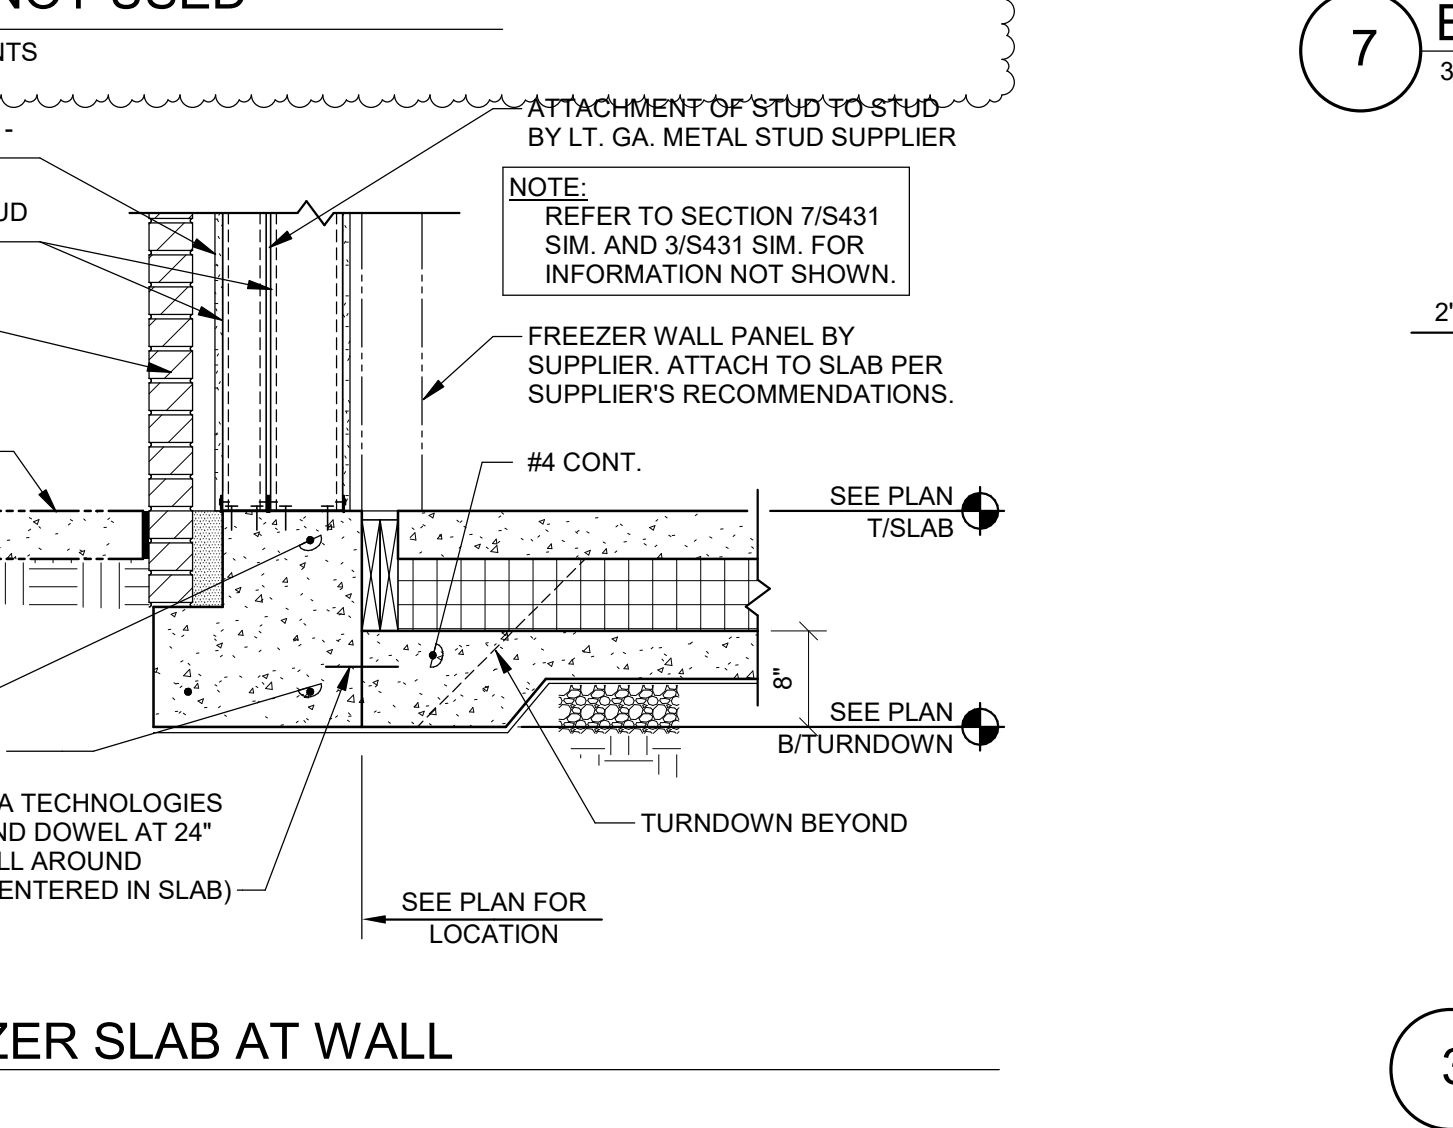 NOT USED
NTS
7
3
ATTACHMENT OF STUD TO STUD
BY LT. GA. METAL STUD SUPPLIER
-
UD
NOTE:
REFER TO SECTION 7/S431
SIM. AND 3/S431 SIM. FOR
INFORMATION NOT SHOWN.
2"
FREEZER WALL PANEL BY
SUPPLIER. ATTACH TO SLAB PER
SUPPLIER'S RECOMMENDATIONS.
#4 CONT.
SEE PLAN
T/SLAB
8"
SEE PLAN
B/TURNDOWN
A TECHNOLOGIES
ND DOWEL AT 24"
LL AROUND
ENTERED IN SLAB)
TURNDOWN BEYOND
SEE PLAN FOR
LOCATION
ZER SLAB AT WALL
3